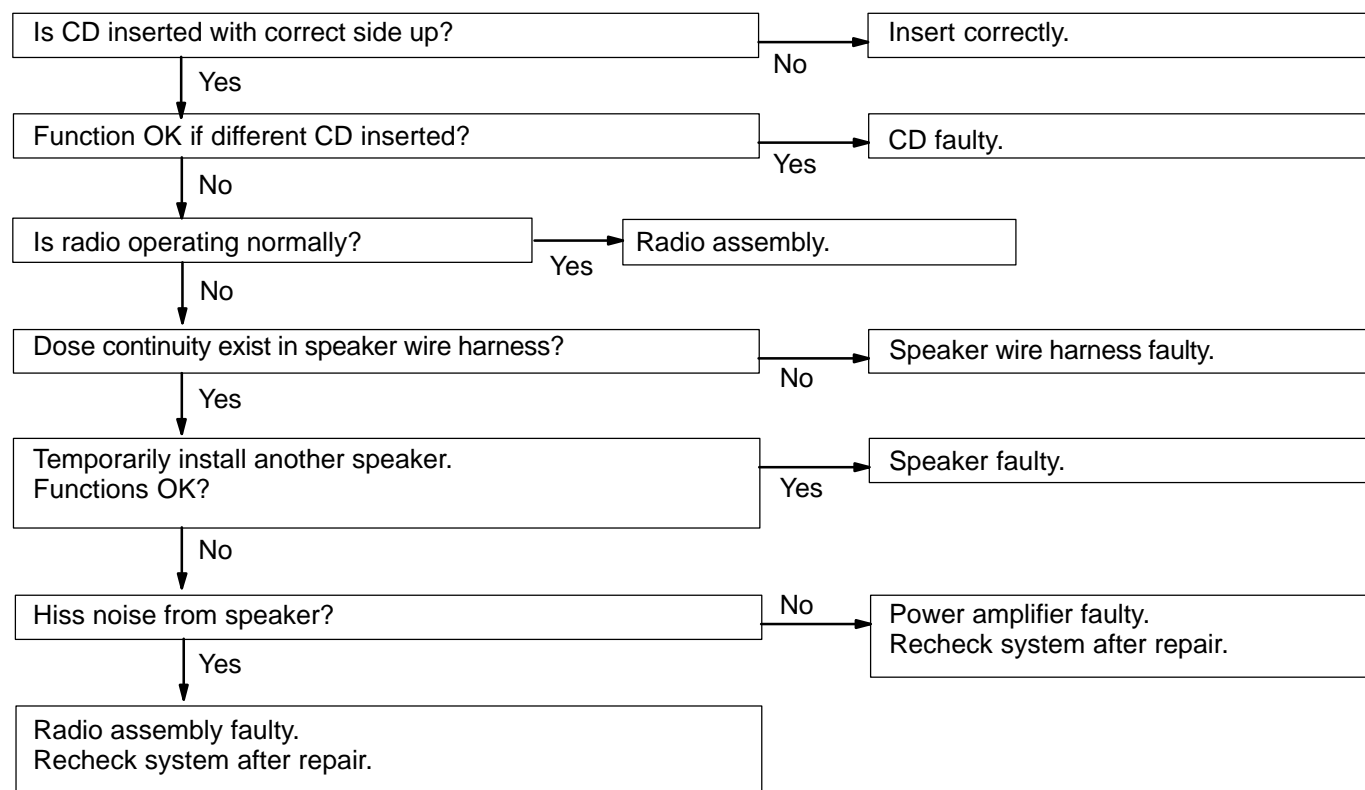 Is CD inserted with correct side up?
No
Insert correctly.
Yes
Function OK if different CD inserted?
Yes
CD faulty.
No
Is radio operating normally?
Yes
Radio assembly.
No
Dose continuity exist in speaker wire harness?
No
Speaker wire harness faulty.
Yes
Temporarily install another speaker.
Functions OK?
Yes
Speaker faulty.
No
Hiss noise from speaker?
No
Power amplifier faulty.
Recheck system after repair.
Yes
Radio assembly faulty.
Recheck system after repair.